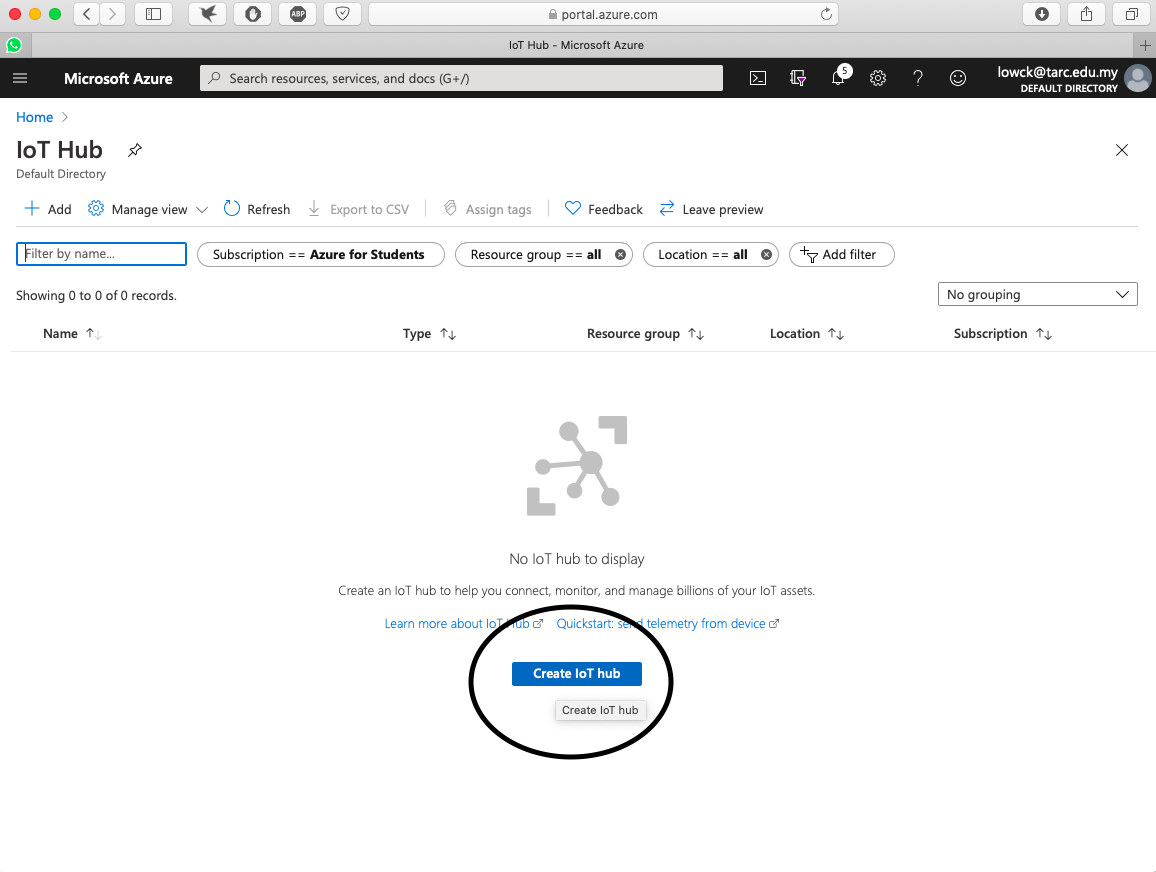 portal.azure.com
ABP
IoT Hub - Microsoft Azure
Microsoft Azure
Search resources, services, and docs (G+/)
5
lowck@tarc.edu.my
DEFAULT DIRECTORY
Home
IoT Hub
Default Directory
Add Manage view Refresh Export to CSV Assign tags Feedback Leave preview
Filter by name... Subscription == Azure for Students Resource group == all Location == all Add filter
Showing 0 to 0 of 0 records. No grouping
Name Type Resource group Location Subscription
No IoT hub to display
Create an IoT hub to help you connect, monitor, and manage billions of your IoT assets.
Learn more about IoT Hub Quickstart: send telemetry from device
Create IoT hub
Create IoT hub